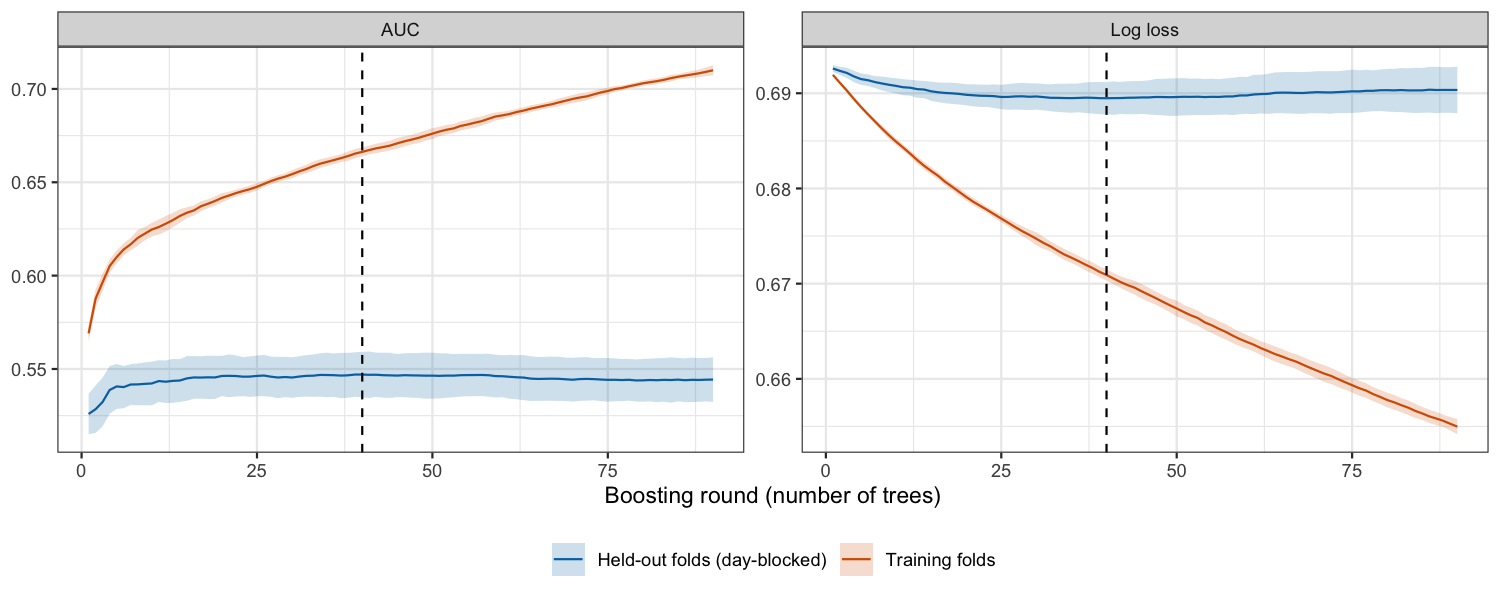 AUC
Log loss
0.70
0.65
0.60
0.55
0.69
0.68
0.67
0.66
0 25 50 75
0 25 50 75
Boosting round (number of trees)
Held-out folds (day-blocked) Training folds